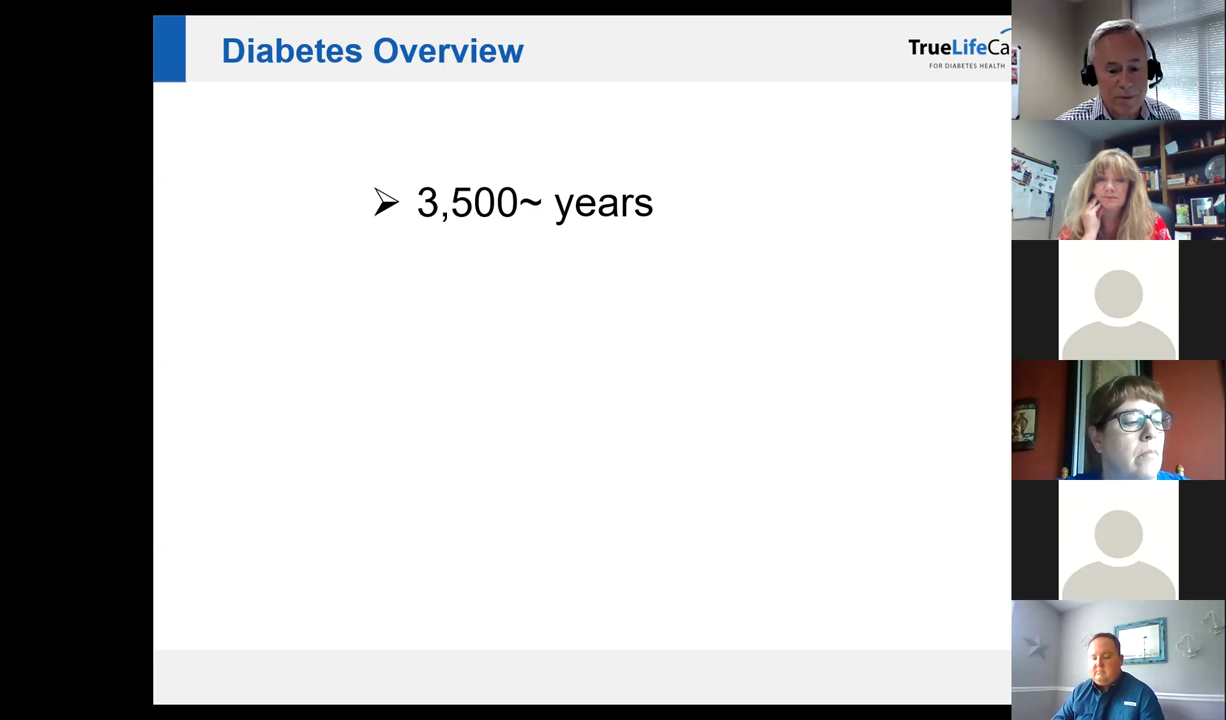 Diabetes Overview
TrueLifeCa
FOR DIABETES HEALTH
➢ 3,500~ years